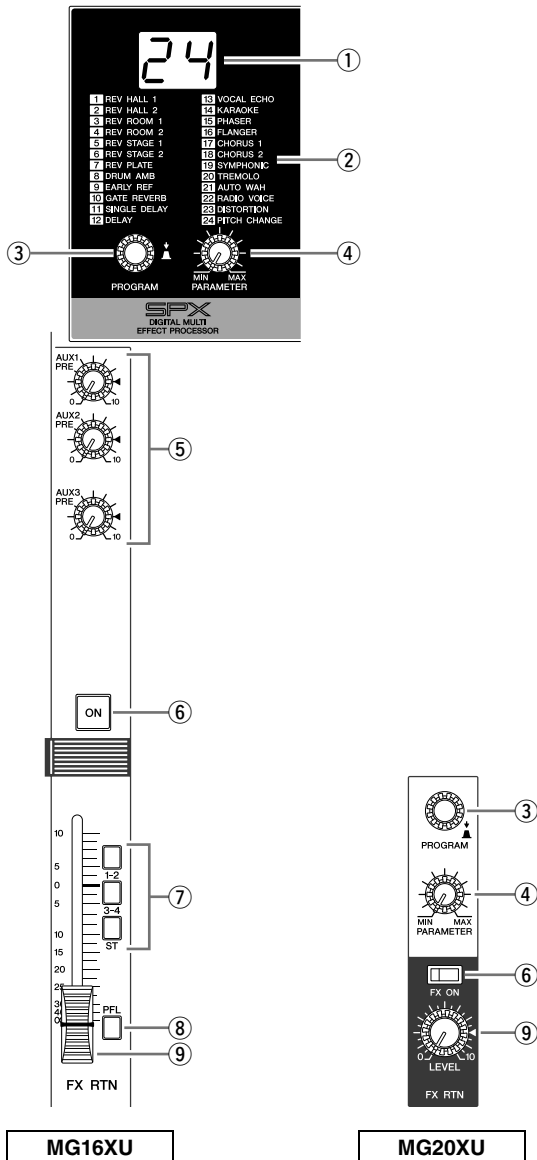 24
①
1 REV HALL 1
2 REV HALL 2
3 REV ROOM 1
4 REV ROOM 2
5 REV STAGE 1
6 REV STAGE 2
7 REV PLATE
8 DRUM AMB
9 EARLY REF
10 GATE REVERB
11 SINGLE DELAY
12 DELAY
13 VOCAL ECHO
14 KARAOKE
15 PHASER
16 FLANGER
17 CHORUS 1
18 CHORUS 2
19 SYMPHONIC
20 TREMOLO
21 AUTO WAH
22 RADIO VOICE
23 DISTORTION
24 PITCH CHANGE
②
③
④
PROGRAM
MIN MAX
PARAMETER
SPX
DIGITAL MULTI
EFFECT PROCESSOR
AUX1
PRE
0 10
AUX2
PRE
0 10
AUX3
PRE
0 10
⑤
ON
⑥
10
5
0
5
10
15
20
25
30
40
∞
1-2
3-4
ST
⑦
PFL
⑧
⑨
FX RTN
MG16XU
③
PROGRAM
④
MIN MAX
PARAMETER
⑥
FX ON
⑨
0 10
LEVEL
FX RTN
MG20XU